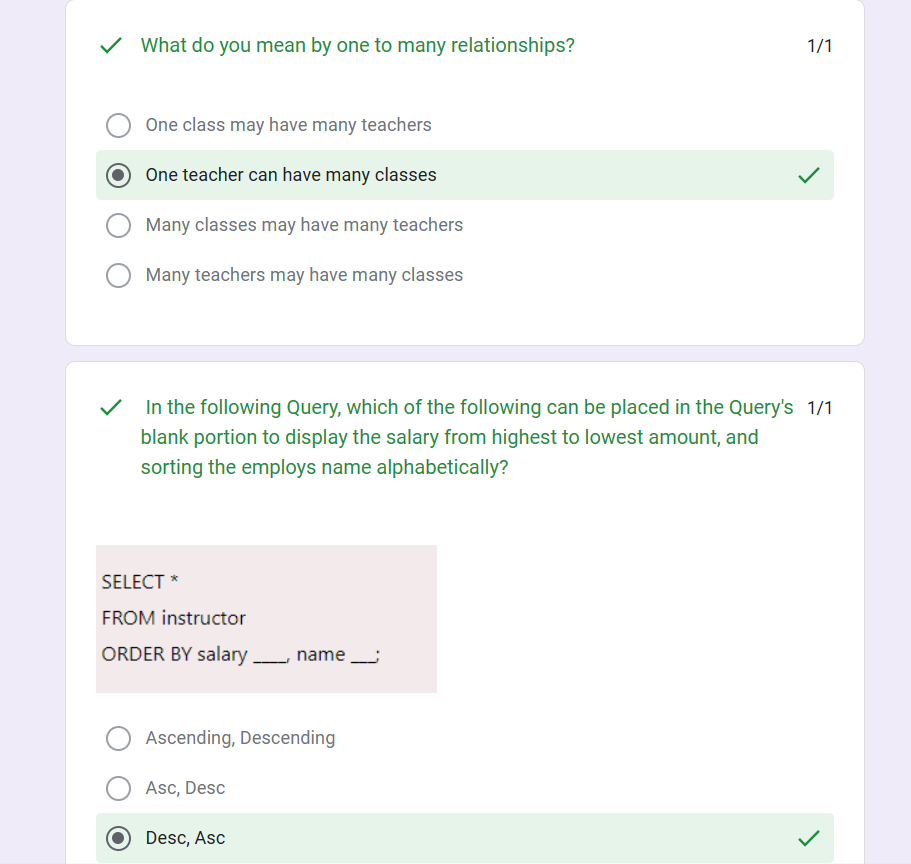 What do you mean by one to many relationships? 1/1
One class may have many teachers
One teacher can have many classes
Many classes may have many teachers
Many teachers may have many classes
In the following Query, which of the following can be placed in the Query's 1/1
blank portion to display the salary from highest to lowest amount, and
sorting the employs name alphabetically?
SELECT *
FROM instructor
ORDER BY salary ____, name ___;
Ascending, Descending
Asc, Desc
Desc, Asc